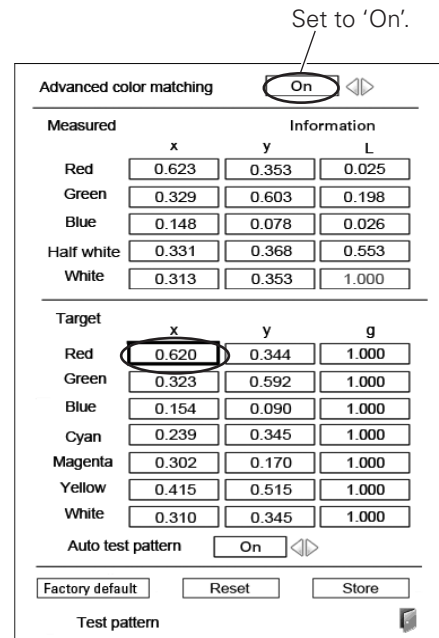 Set to ‘On’.
Advanced color matching On
Measured Information
x y L
Red 0.623 0.353 0.025
Green 0.329 0.603 0.198
Blue 0.148 0.078 0.026
Half white 0.331 0.368 0.553
White 0.313 0.353 1.000
Target
x y g
Red 0.620 0.344 1.000
Green 0.323 0.592 1.000
Blue 0.154 0.090 1.000
Cyan 0.239 0.345 1.000
Magenta 0.302 0.170 1.000
Yellow 0.415 0.515 1.000
White 0.310 0.345 1.000
Auto test pattern On
Factory default Reset Store
Test pattern